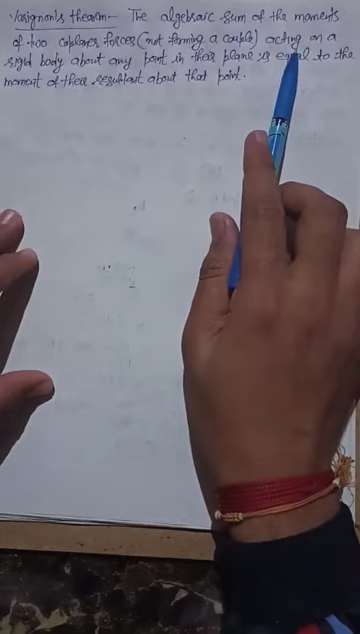 Varignon's theorem:- The algebraic sum of the moments
of two coplaner forces (not forming a couple) acting on a
rigid body about any point in their plane is equal to the
moment of their resultant about that point.